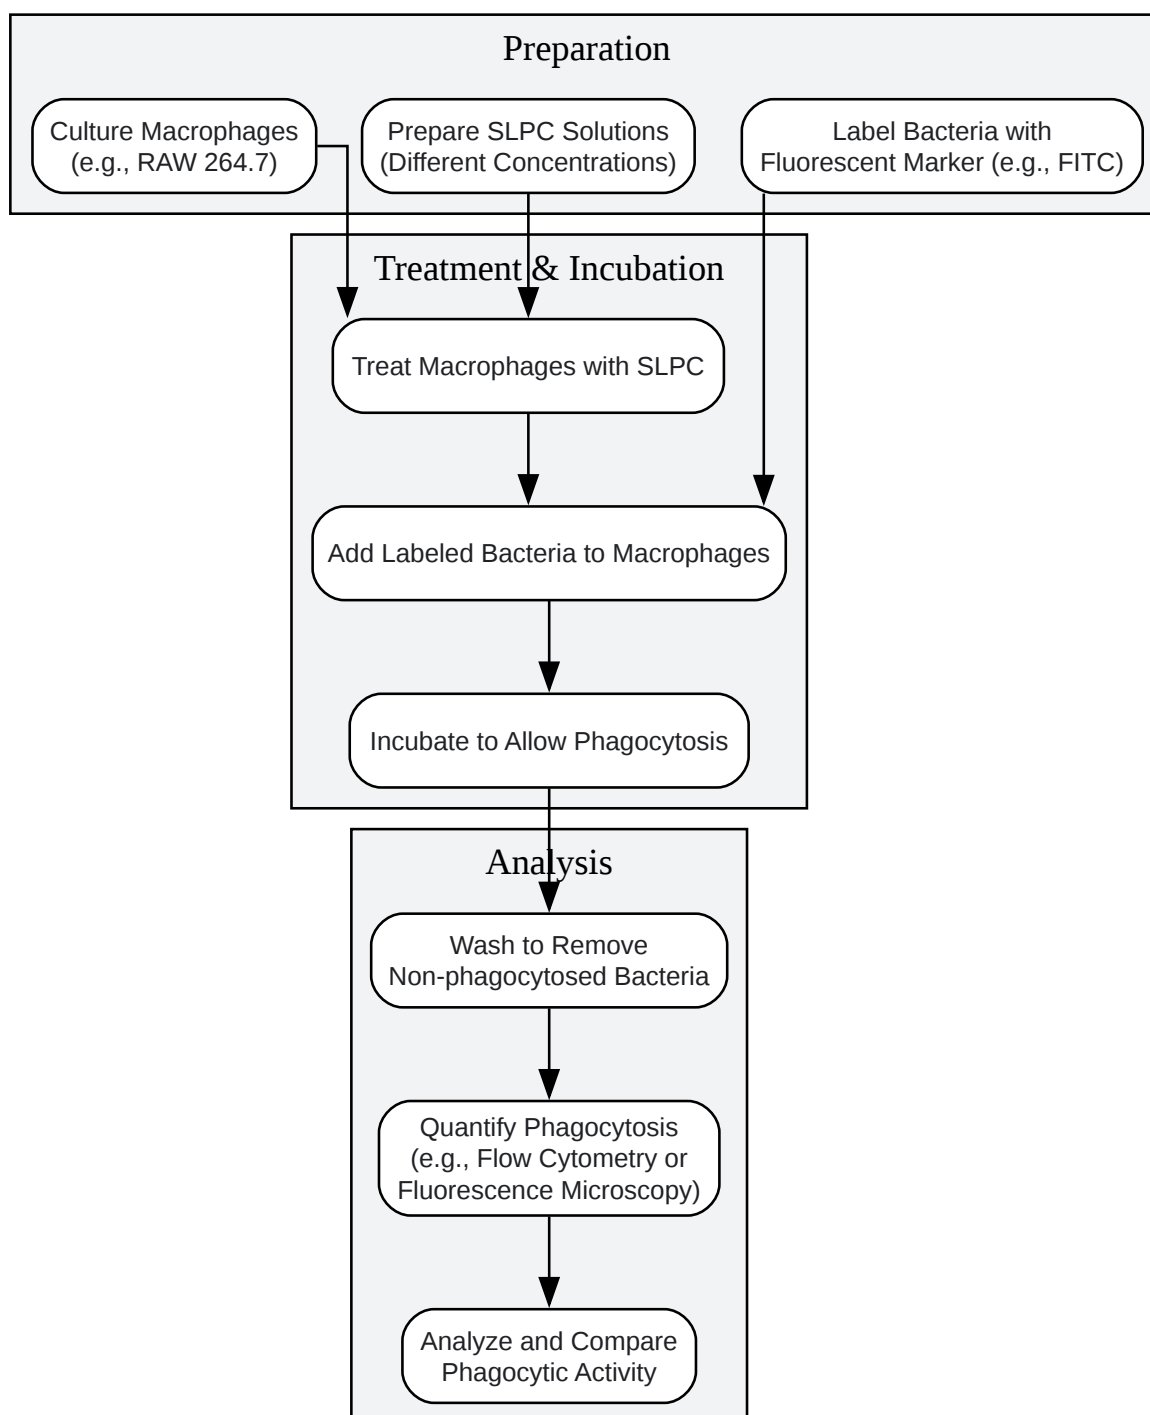 Preparation
Culture Macrophages
(e.g., RAW 264.7)
Prepare SLPC Solutions
(Different Concentrations)
Label Bacteria with
Fluorescent Marker (e.g., FITC)
Treatment & Incubation
Treat Macrophages with SLPC
Add Labeled Bacteria to Macrophages
Incubate to Allow Phagocytosis
Analysis
Wash to Remove
Non-phagocytosed Bacteria
Quantify Phagocytosis
(e.g., Flow Cytometry or
Fluorescence Microscopy)
Analyze and Compare
Phagocytic Activity